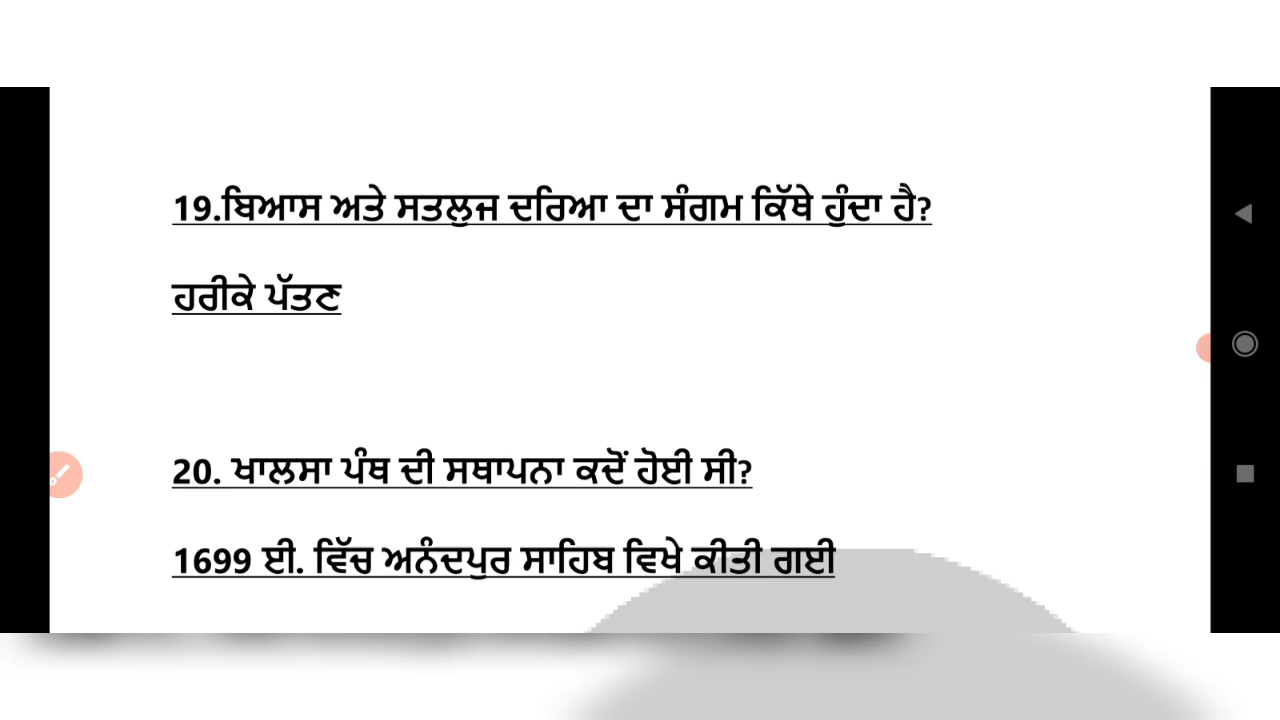 19.ਬਿਆਸ ਅਤੇ ਸਤਲੁਜ ਦਰਿਆ ਦਾ ਸੰਗਮ ਕਿੱਥੇ ਹੁੰਦਾ ਹੈ?
ਹਰੀਕੇ ਪੱਤਣ
20. ਖਾਲਸਾ ਪੰਥ ਦੀ ਸਥਾਪਨਾ ਕਦੋਂ ਹੋਈ ਸੀ?
1699 ਈ. ਵਿੱਚ ਅਨੰਦਪੁਰ ਸਾਹਿਬ ਵਿਖੇ ਕੀਤੀ ਗਈ